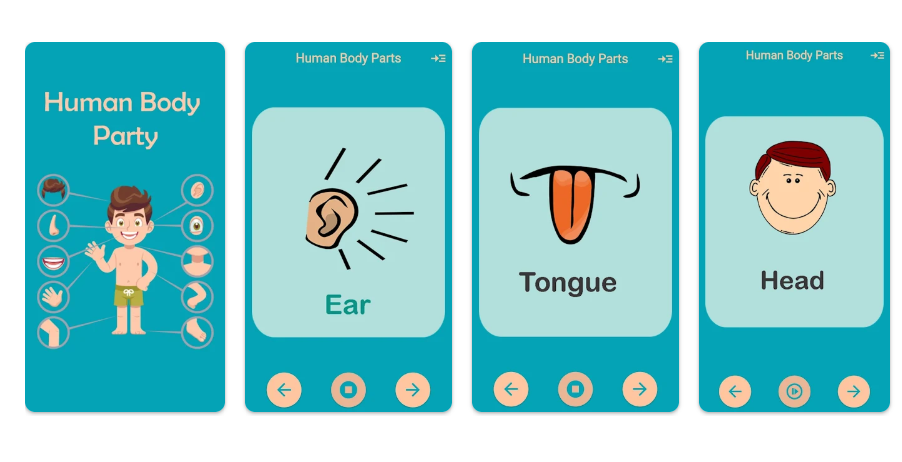 Human Body
Party
Human Body Parts
Ear
Human Body Parts
Tongue
Human Body Parts
Head